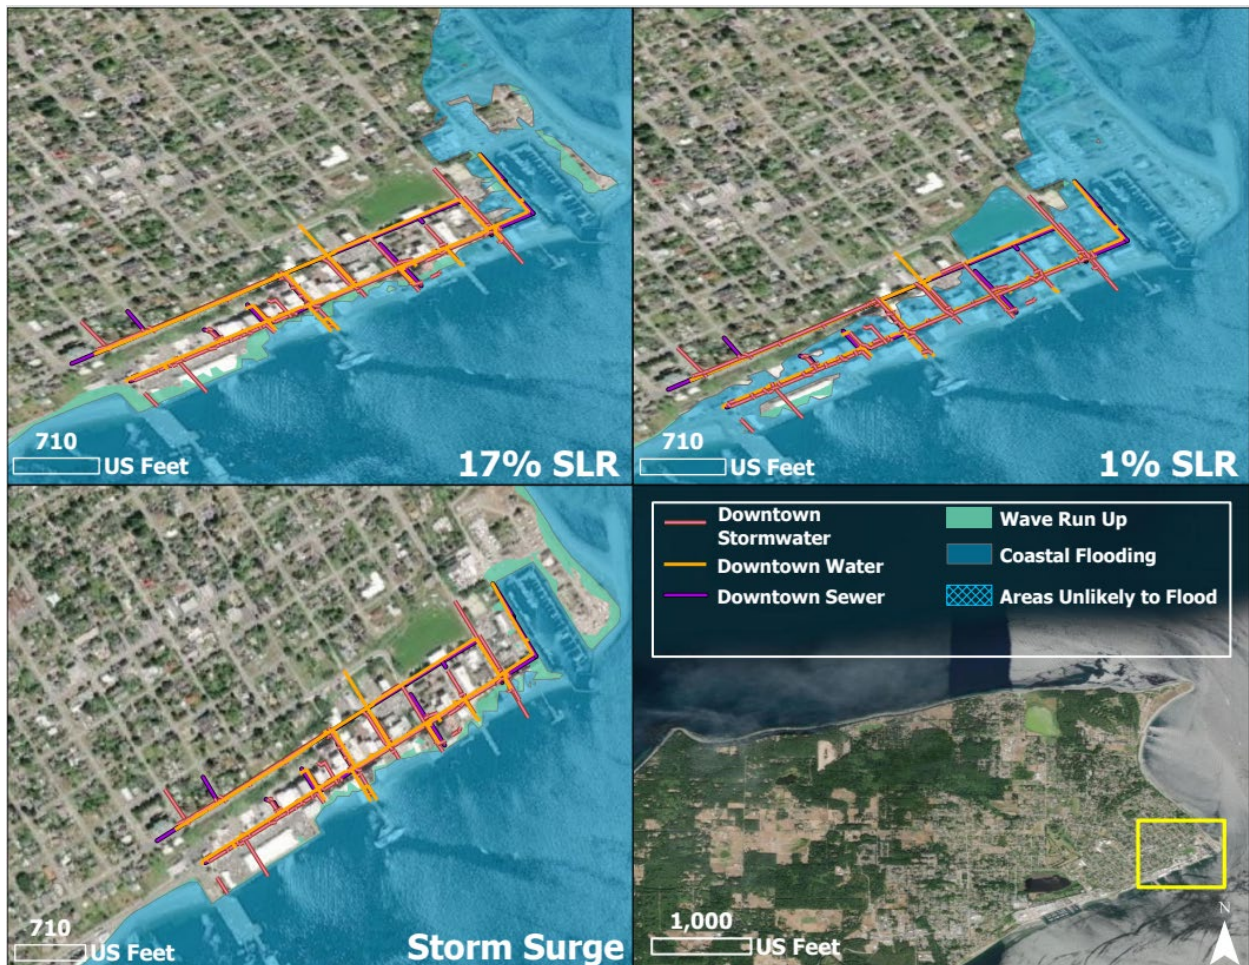 710
US Feet
17% SLR
710
US Feet
1% SLR
710
US Feet
Storm Surge
Downtown
Stormwater
Downtown Water
Downtown Sewer
Wave Run Up
Coastal Flooding
Areas Unlikely to Flood
1,000
US Feet
N